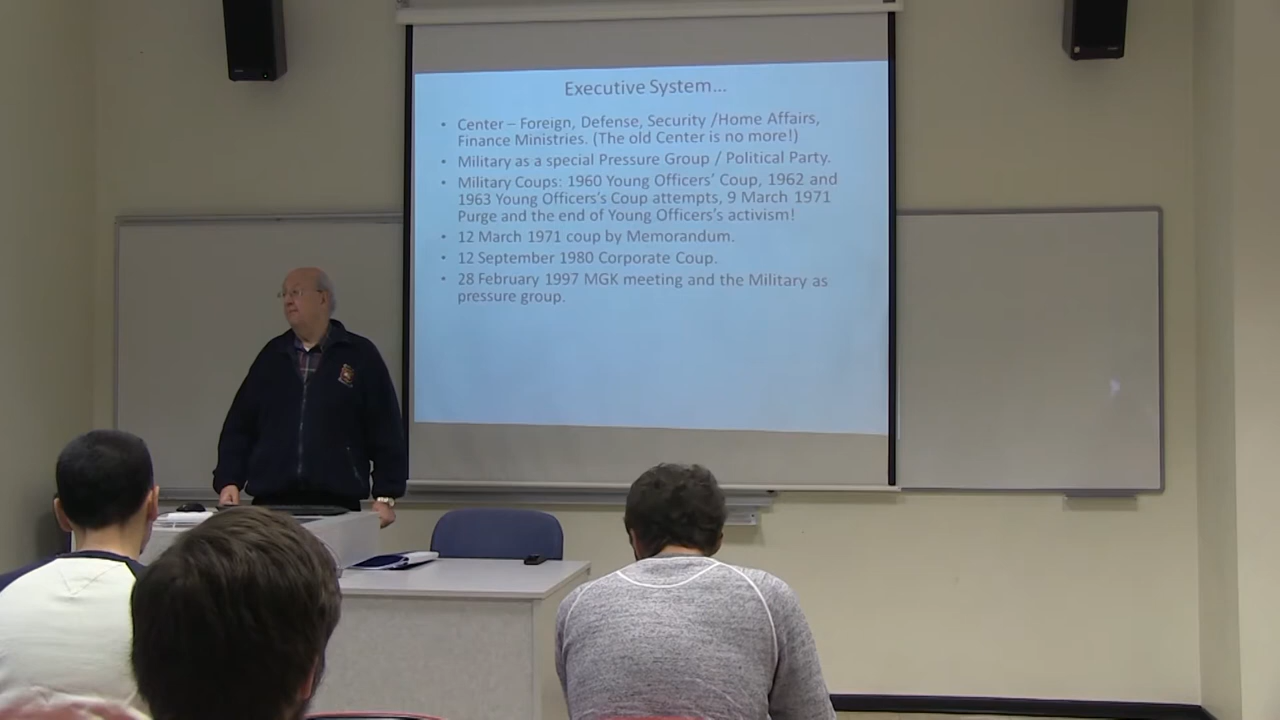 Executive System...
• Center – Foreign, Defense, Security /Home Affairs,
Finance Ministries. (The old Center is no more!)
• Military as a special Pressure Group / Political Party.
• Military Coups: 1960 Young Officers' Coup, 1962 and
1963 Young Officers's Coup attempts, 9 March 1971
Purge and the end of Young Officers's activism!
• 12 March 1971 coup by Memorandum.
• 12 September 1980 Corporate Coup.
• 28 February 1997 MGK meeting and the Military as
pressure group.